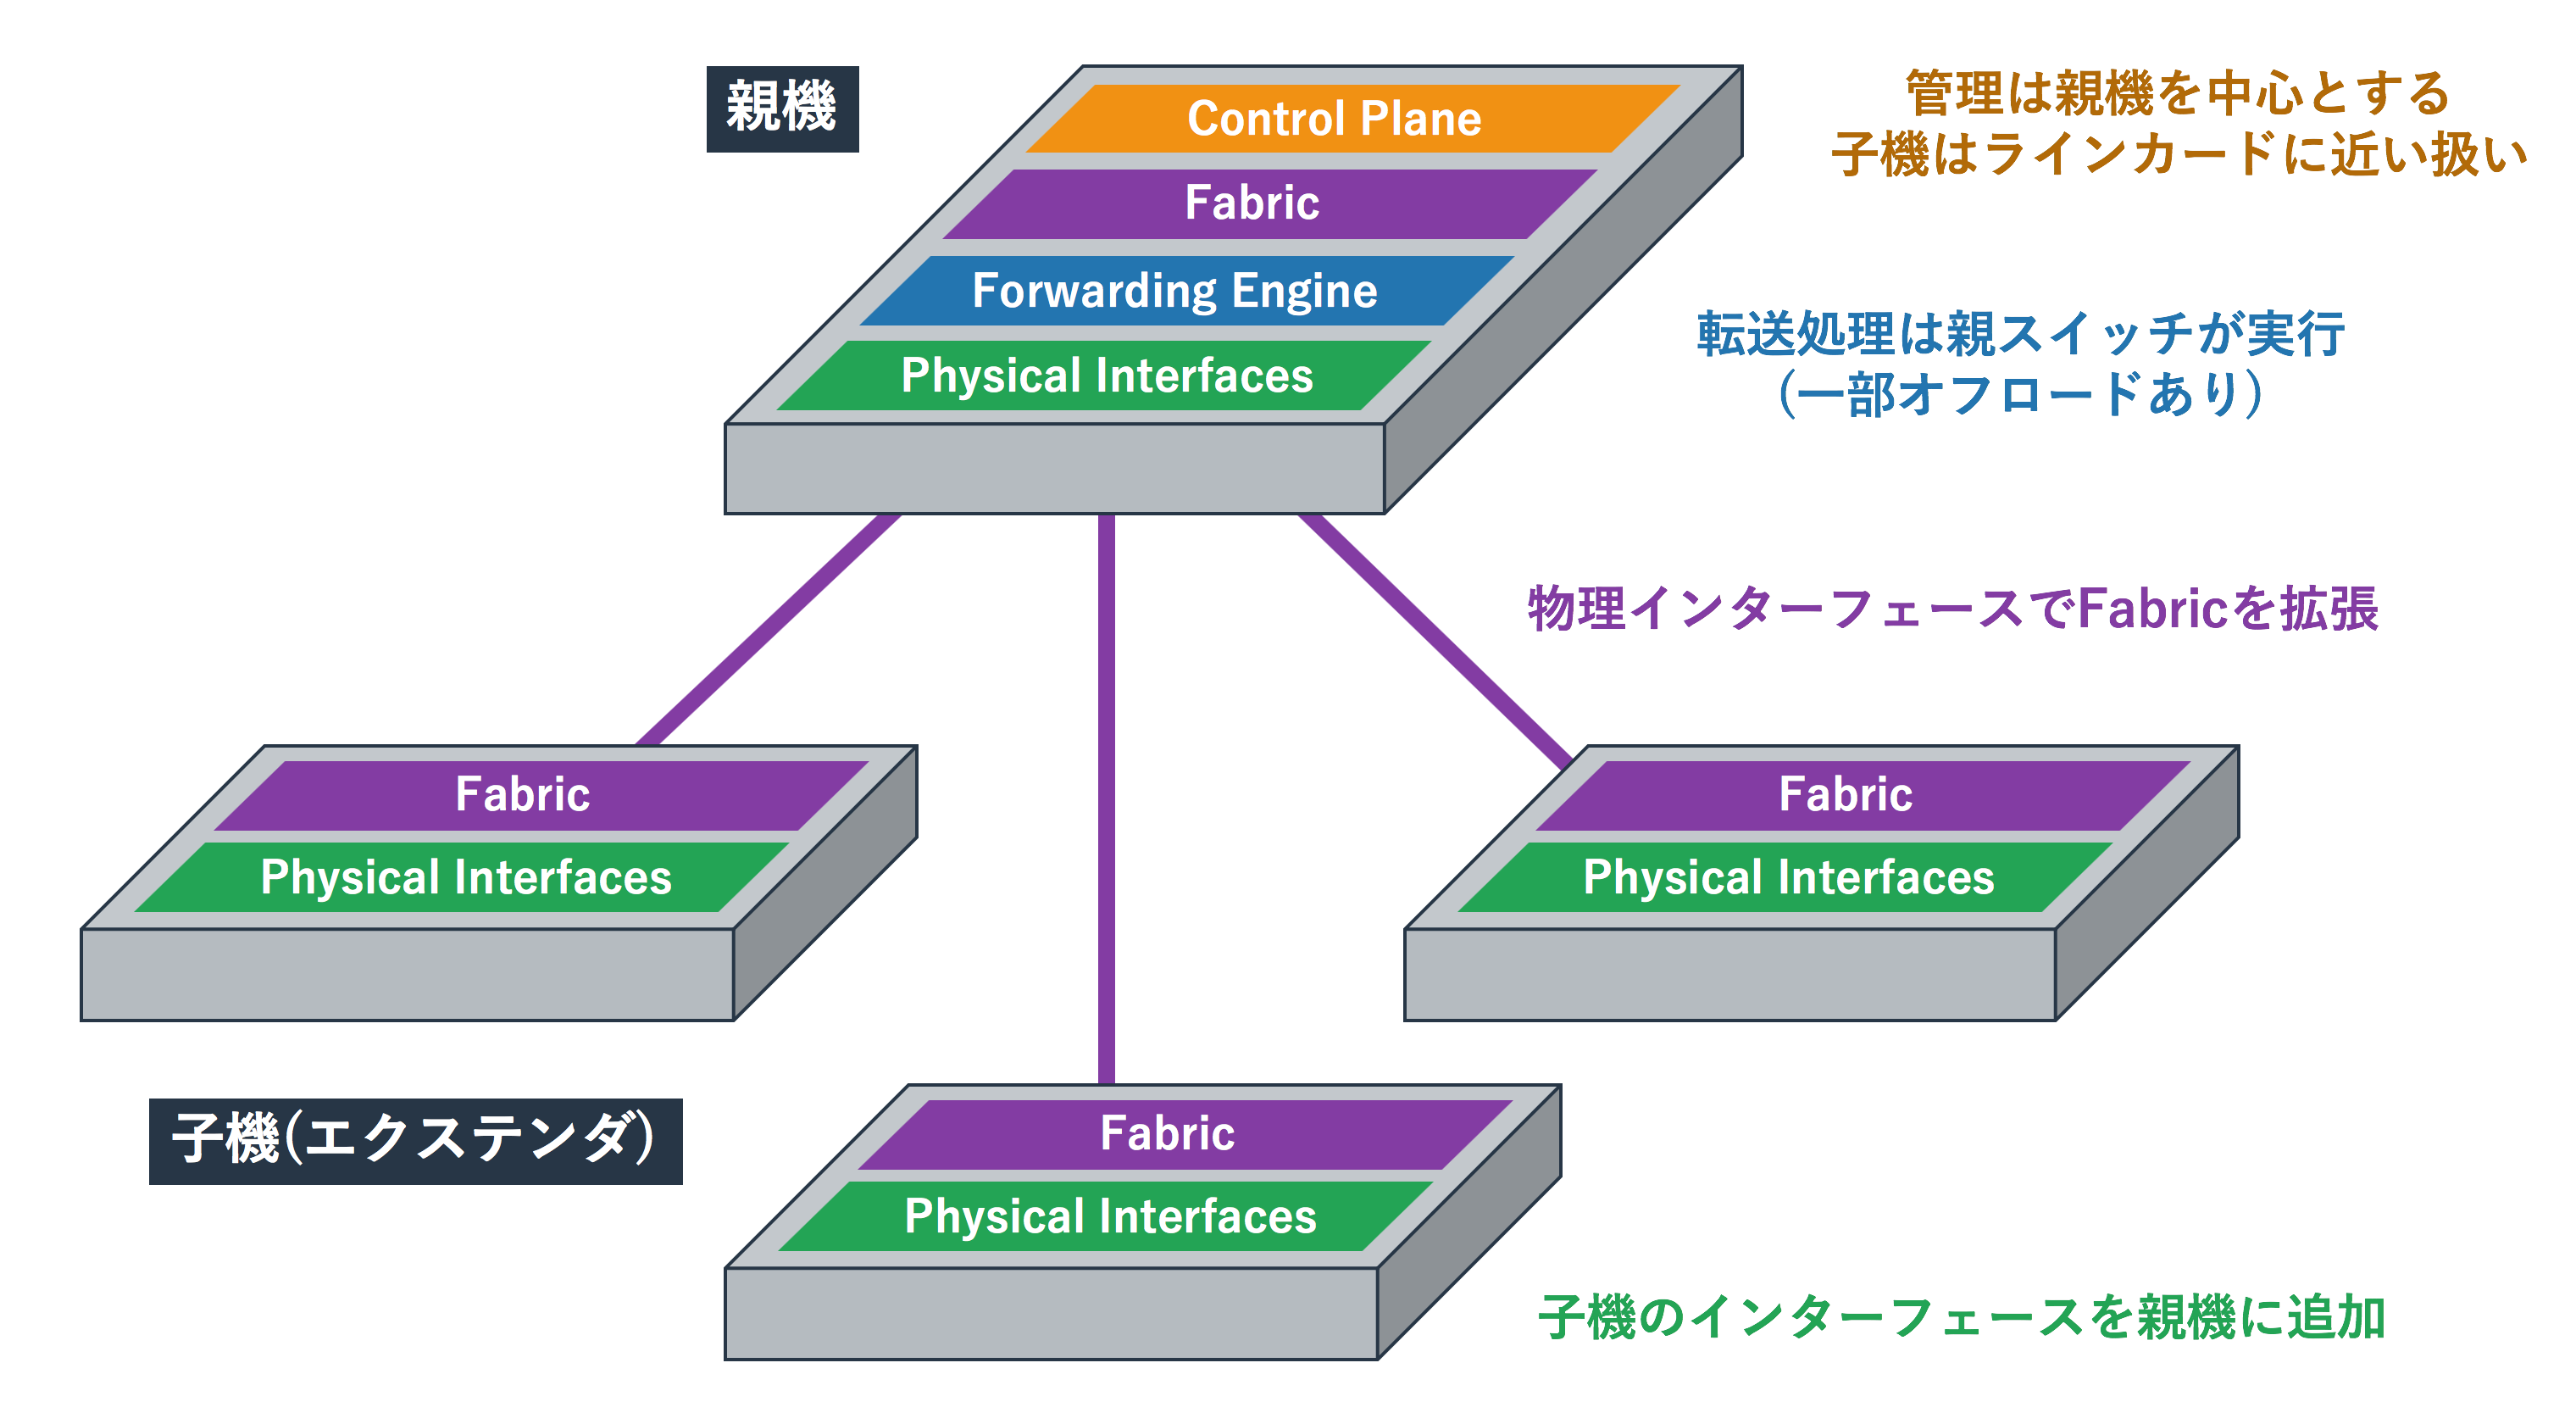 親機
Control Plane
Fabric
Forwarding Engine
Physical Interfaces
管理は親機を中心とする
子機はラインカードに近い扱い
転送処理は親スイッチが実行
（一部オフロードあり）
物理インターフェースでFabricを拡張
Fabric
Physical Interfaces
Fabric
Physical Interfaces
子機(エクステンダ)
Fabric
Physical Interfaces
子機のインターフェースを親機に追加